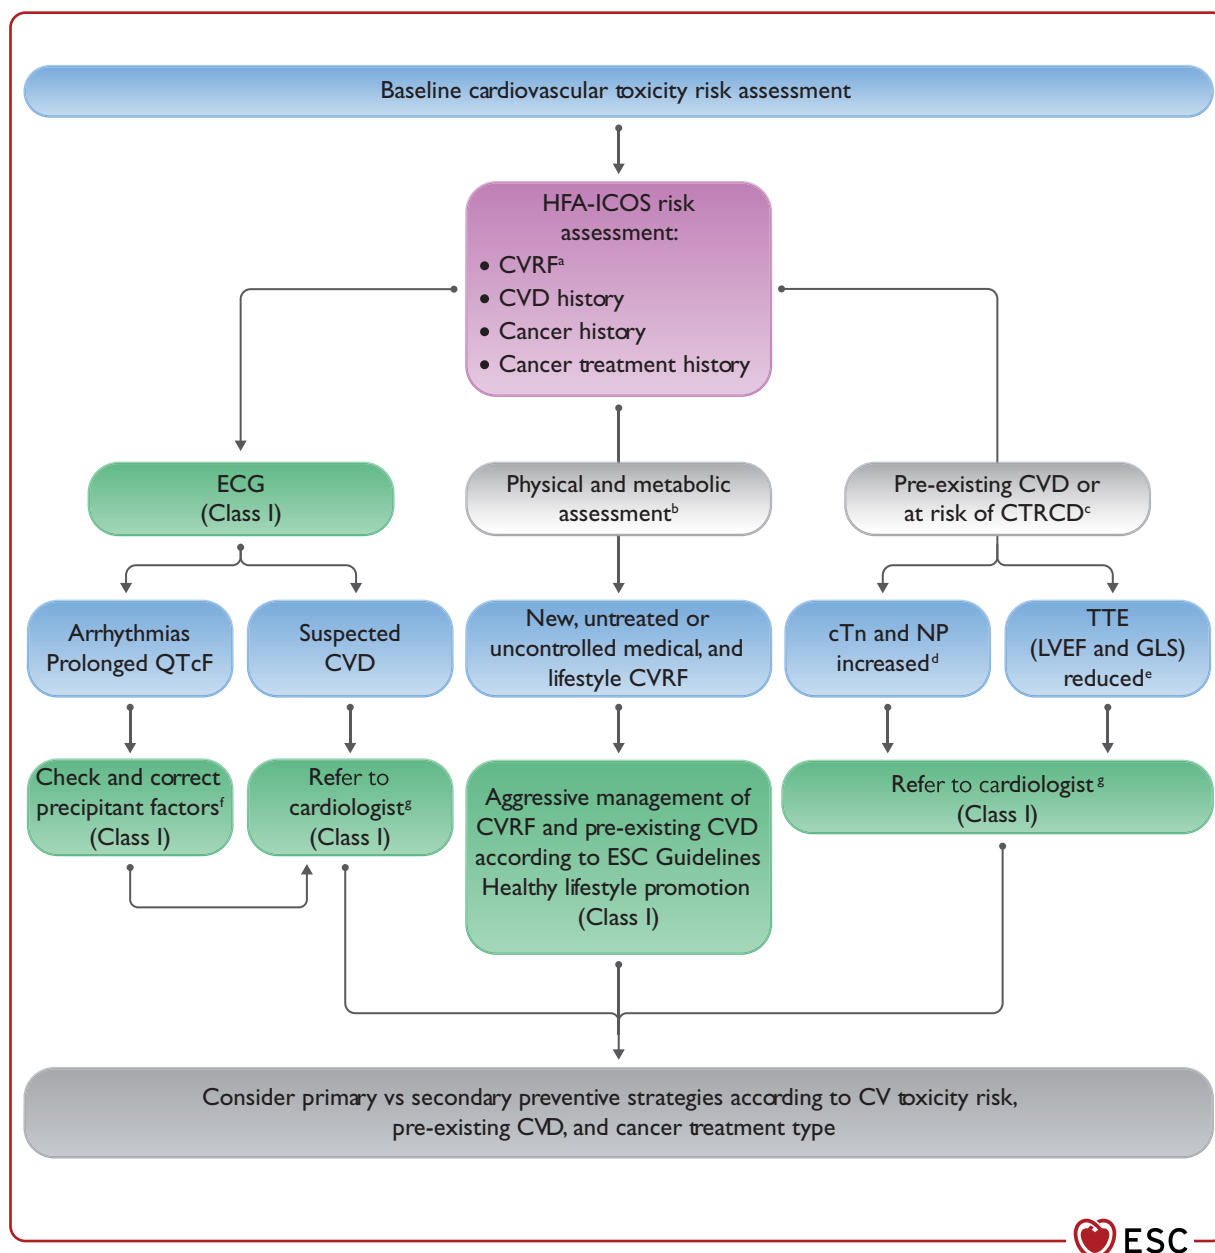 Baseline cardiovascular toxicity risk assessment
HFA-ICOS risk
assessment:
• CVRFᵃ
• CVD history
• Cancer history
• Cancer treatment history
ECG
(Class I)
Physical and metabolic
assessmentᵇ
Pre-existing CVD or
at risk of CTRCDᶜ
Arrhythmias
Prolonged QTcF
Suspected
CVD
New, untreated or
uncontrolled medical, and
lifestyle CVRF
cTn and NP
increasedᵈ
TTE
(LVEF and GLS)
reducedᵉ
Check and correct
precipitant factorsᶠ
(Class I)
Refer to
cardiologistᵍ
(Class I)
Aggressive management of
CVRF and pre-existing CVD
according to ESC Guidelines
Healthy lifestyle promotion
(Class I)
Refer to cardiologistᵍ
(Class I)
Consider primary vs secondary preventive strategies according to CV toxicity risk,
pre-existing CVD, and cancer treatment type
ESC